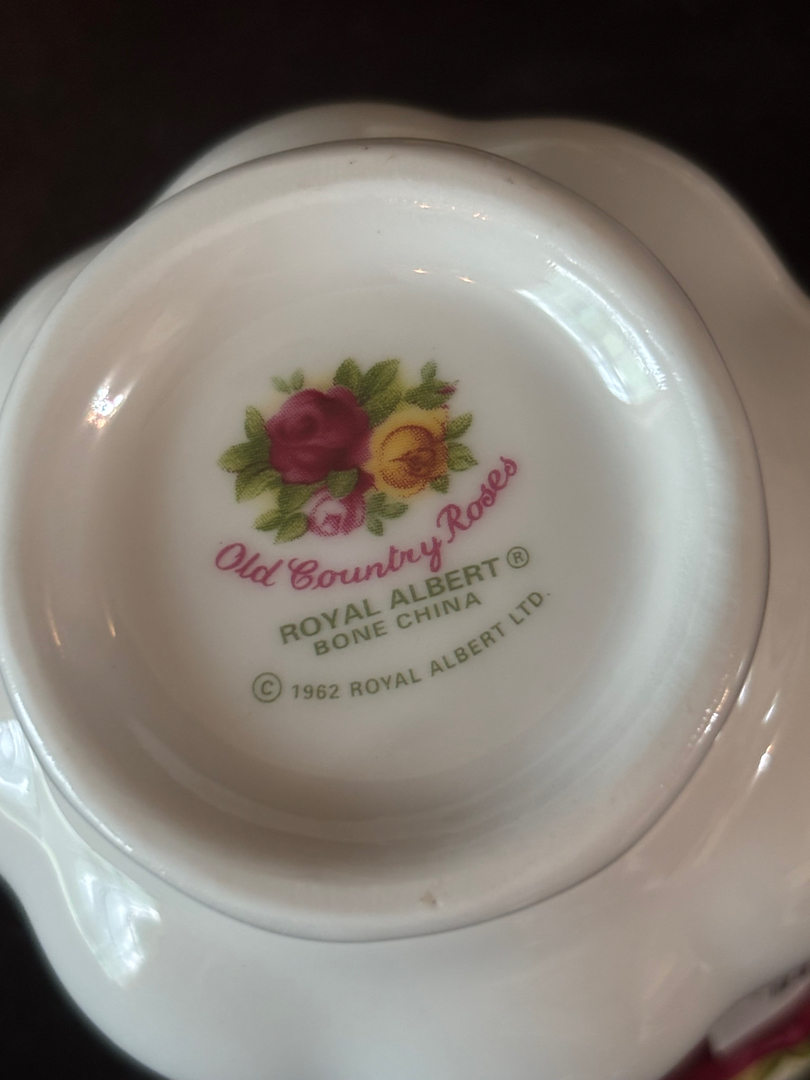 Old Country Roses
ROYAL ALBERT ®
BONE CHINA
© 1962 ROYAL ALBERT LTD.